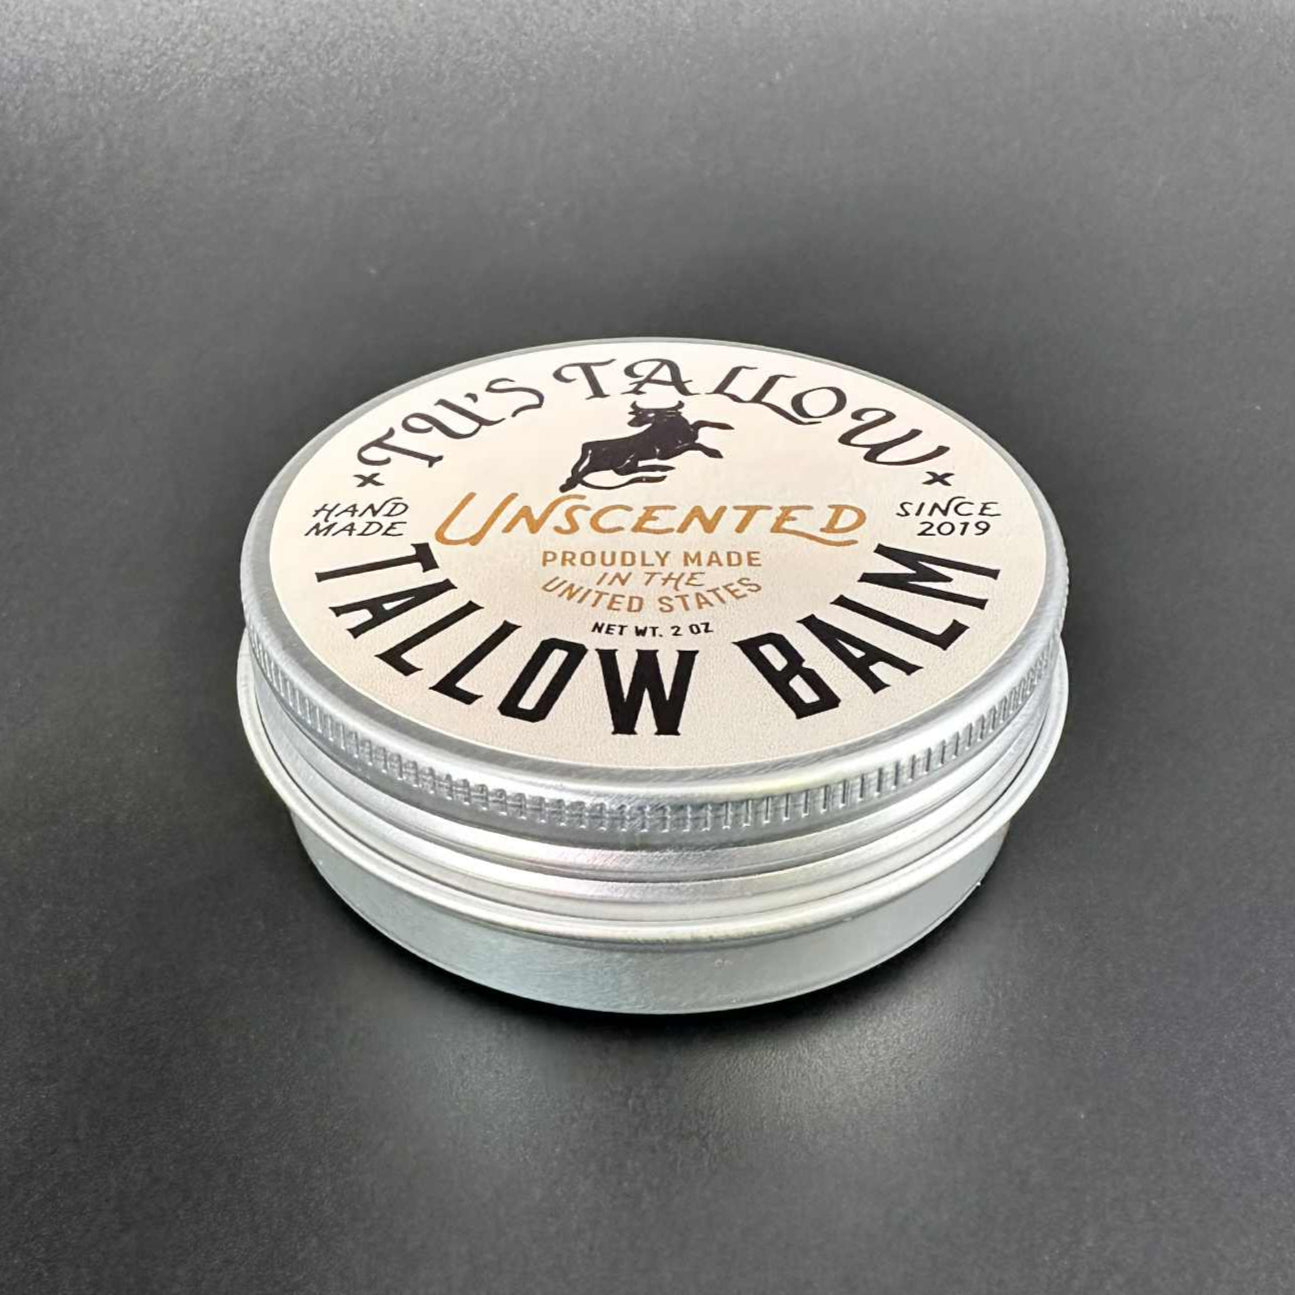 TU'S TALLOW
HAND
MADE
SINCE
2019
UNSCENTED
PROUDLY MADE
IN THE
UNITED STATES
NET WT. 2 OZ
TALLOW BALM